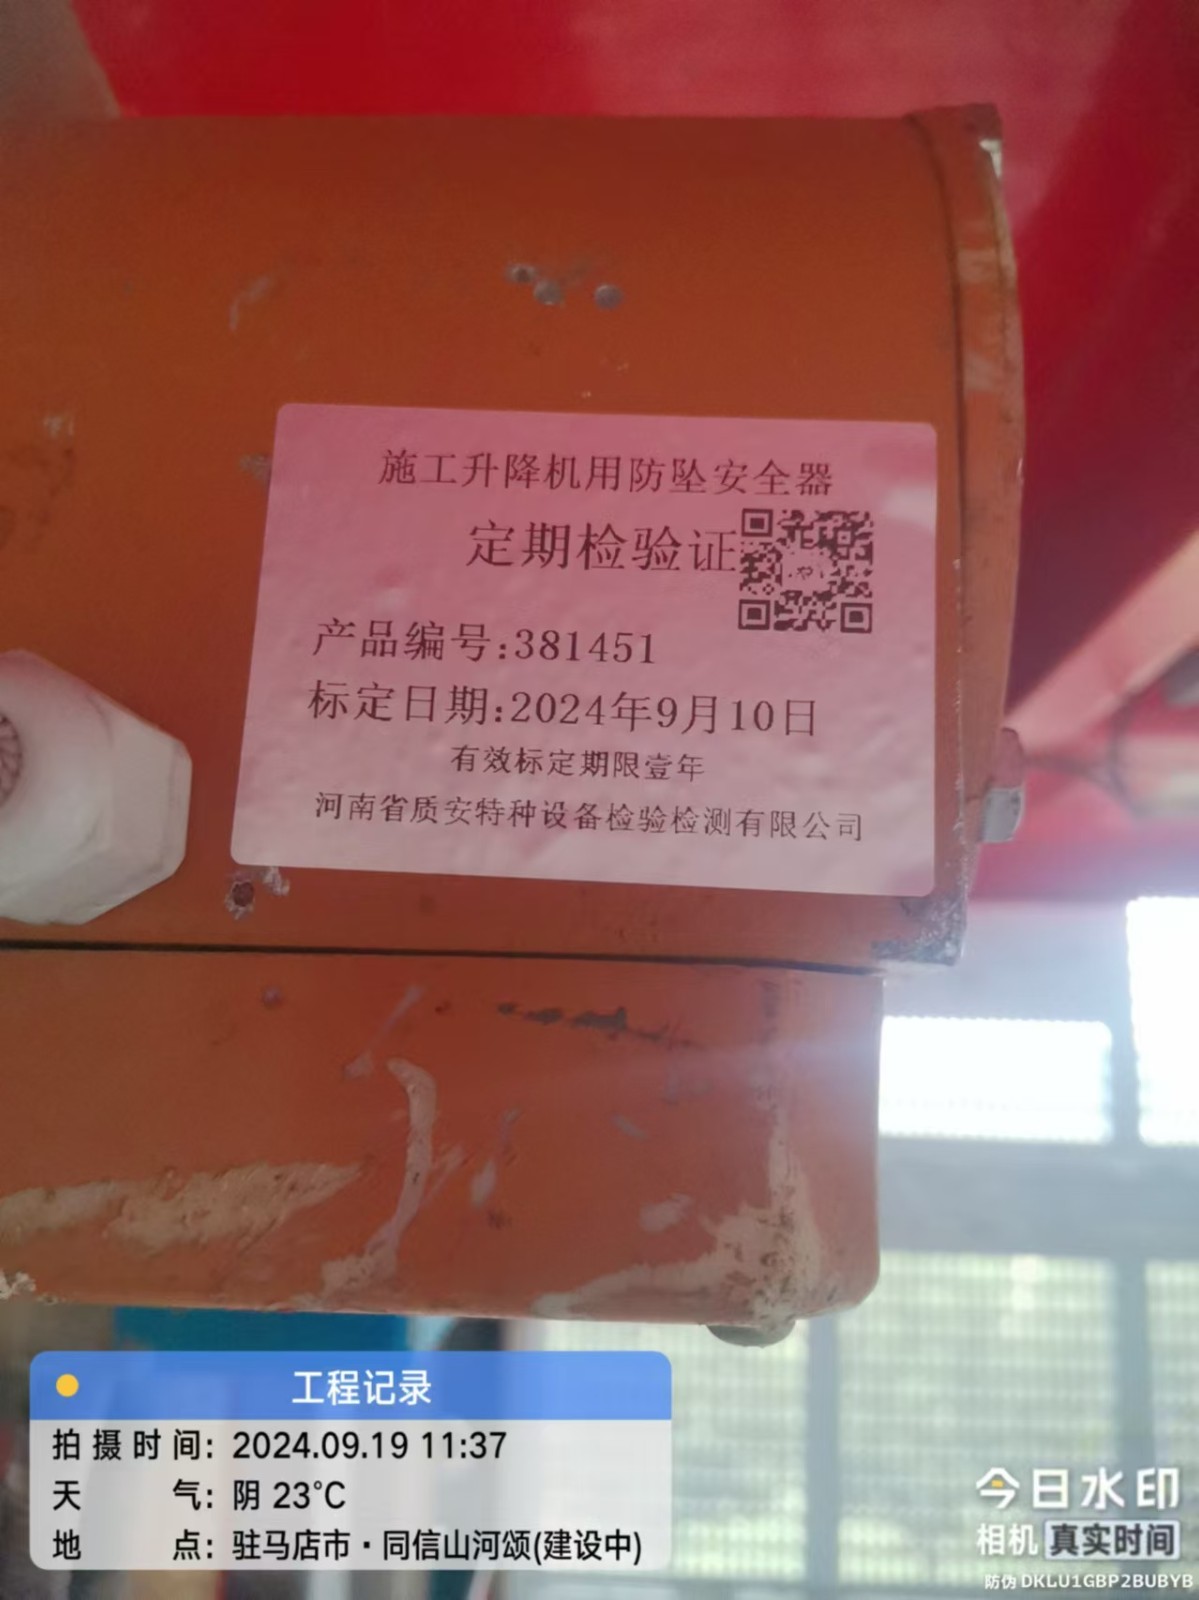 施工升降机用防坠安全器
定期检验证
产品编号:381451
标定日期:2024年9月10日
有效标定期限壹年
河南省质安特种设备检验检测有限公司
工程记录
拍摄时间: 2024.09.19 11:37
天气: 阴 23°C
地点: 驻马店市·同信山河颂(建设中)
今日水印
相机 真实时间
防伪 DKLU1GBP2BUBYB